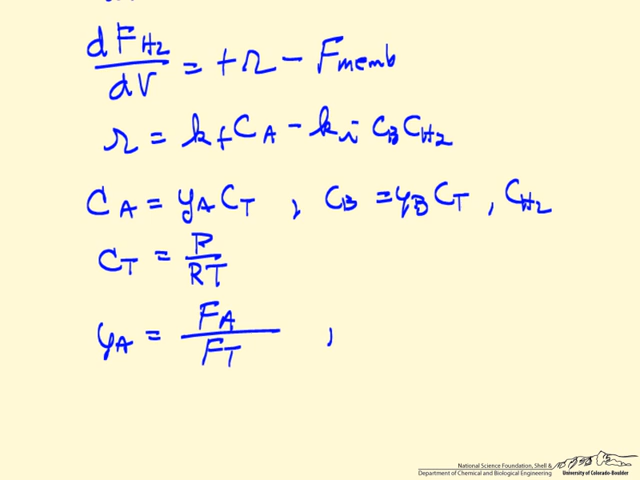 dF_H2/dV = + r - F_memb
r = k_f C_A - k_i C_B C_H2
C_A = y_A C_T , C_B = y_B C_T , C_H2
C_T = P/RT
y_A = F_A/F_T ,
National Science Foundation, Shell &
Department of Chemical and Biological Engineering
University of Colorado-Boulder